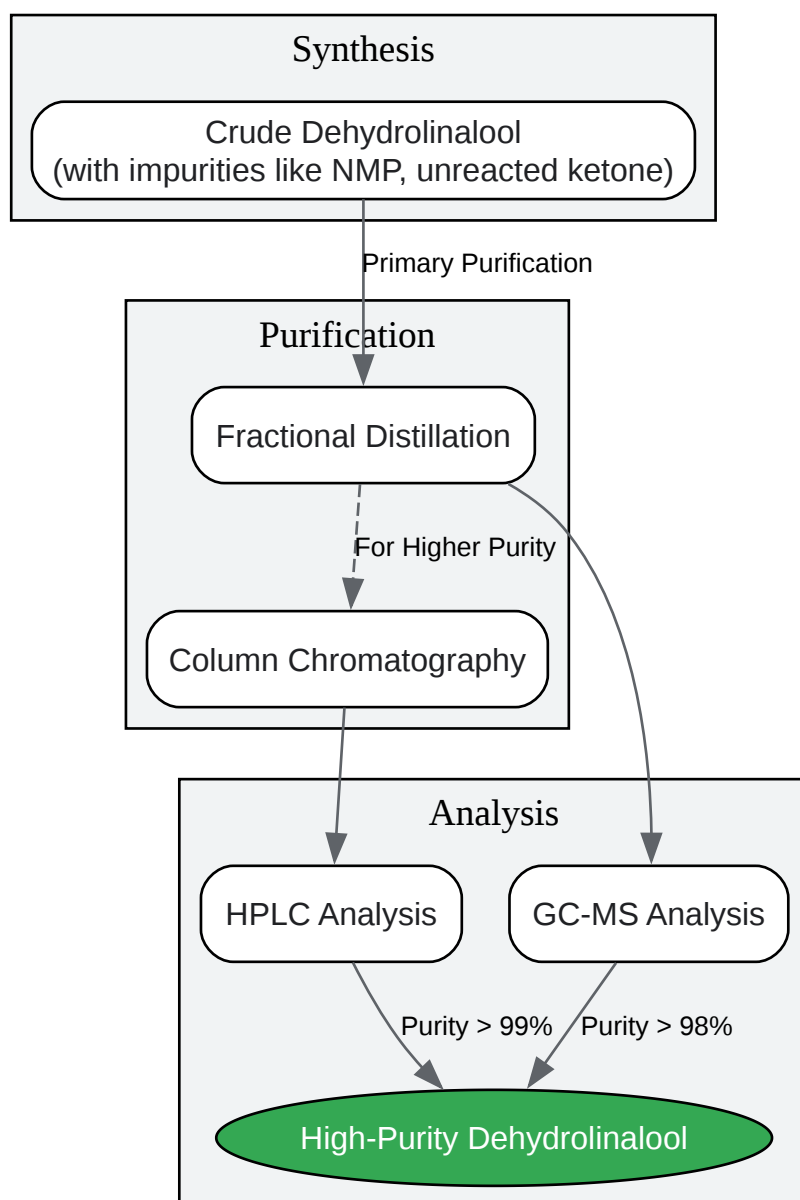 Synthesis
Crude Dehydrolinalool
(with impurities like NMP, unreacted ketone)
Primary Purification
Purification
Fractional Distillation
For Higher Purity
Column Chromatography
Analysis
HPLC Analysis
GC-MS Analysis
Purity > 99%
Purity > 98%
High-Purity Dehydrolinalool